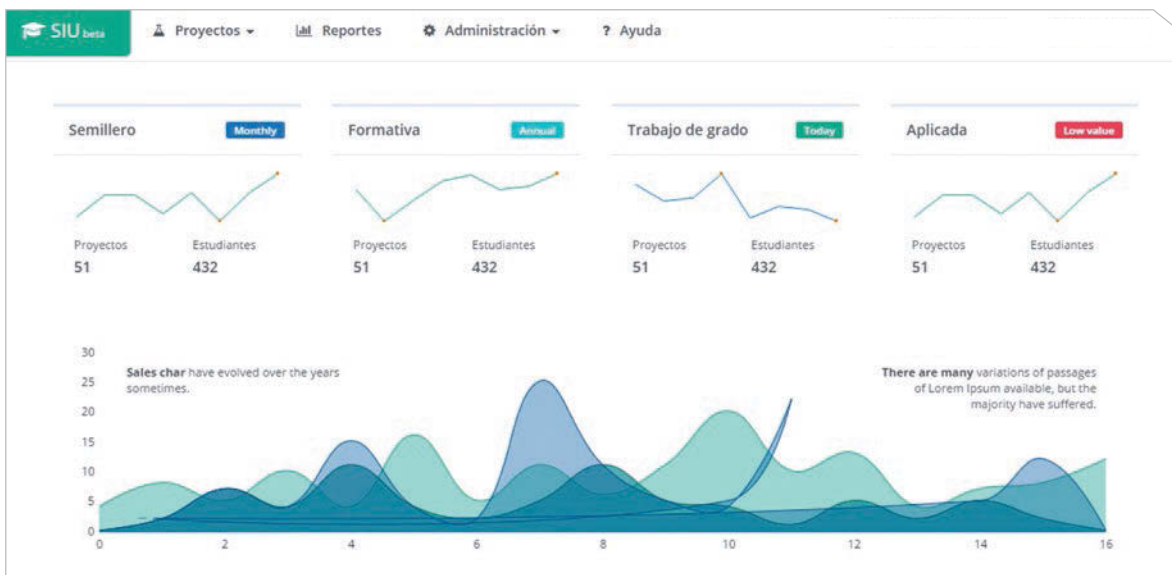 SIU beta
Proyectos
Reportes
Administración
? Ayuda
Semillero
Monthly
Formativa
Annual
Trabajo de grado
Today
Aplicada
Low value
Proyectos
Estudiantes
51
432
Proyectos
Estudiantes
51
432
Proyectos
Estudiantes
51
432
Proyectos
Estudiantes
51
432
Sales char have evolved over the years
sometimes.
There are many variations of passages
of Lorem Ipsum available, but the
majority have suffered.
30
25
20
15
10
5
0
0
2
4
6
8
10
12
14
16